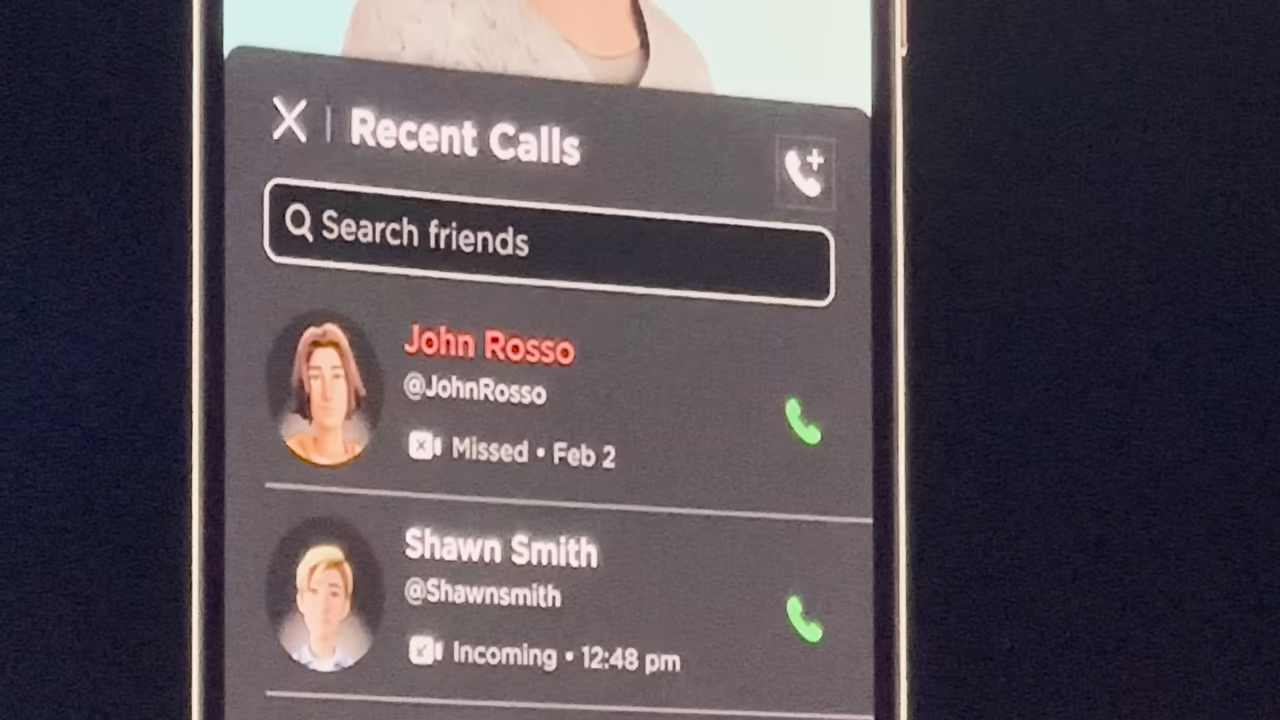 Recent Calls
Search friends
John Rosso
@JohnRosso
Missed • Feb 2
Shawn Smith
@Shawnsmith
Incoming • 12:48 pm